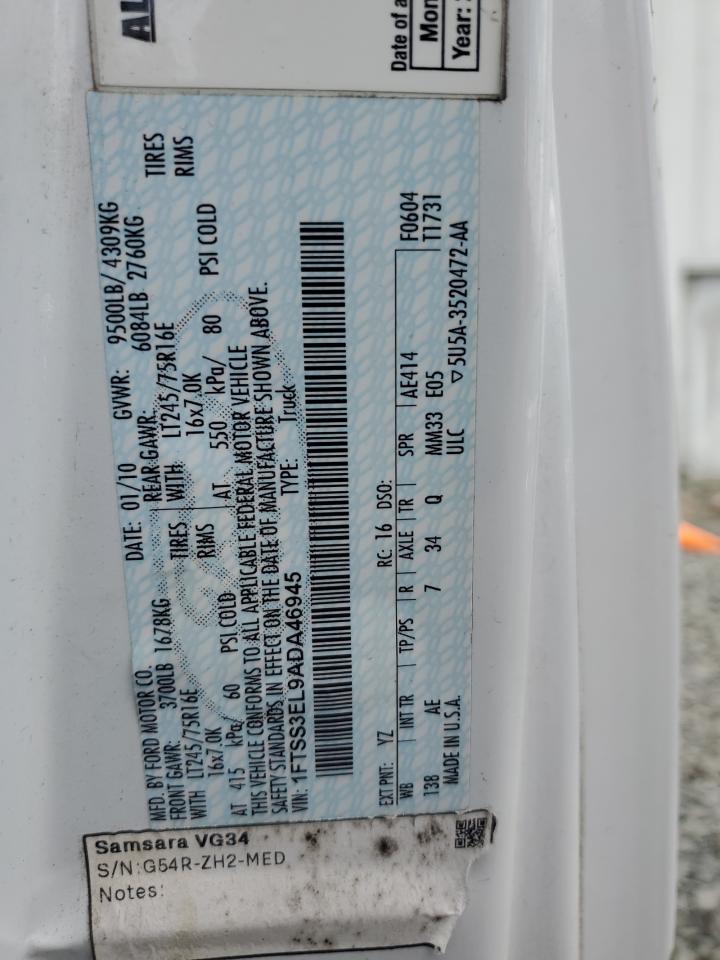 AL
Date of a
Mon
Year:
MFD. BY FORD MOTOR CO.
DATE: 01/10 GVWR: 9500LB/ 4309KG
FRONT GAWR: 3700LB 1678KG REAR GAWR: 6084LB 2760KG
WITH LT245/75R16E TIRES WITH LT245/75R16E TIRES
16x7.0K RIMS 16x7.0K RIMS
AT 415 kPa/ 60 PSI COLD AT 550 kPa/ 80 PSI COLD
THIS VEHICLE CONFORMS TO ALL APPLICABLE FEDERAL MOTOR VEHICLE
SAFETY STANDARDS IN EFFECT ON THE DATE OF MANUFACTURE SHOWN ABOVE.
VIN: 1FTSS3EL9ADA46945 TYPE: Truck
EXT PNT: YZ RC: 16 DSO: F0604
WB INT TR TP/PS R AXLE TR SPR AE414 T1731
138 AE 7 34 Q MM33 E05
MADE IN U.S.A. ULC ▽5U5A-3520472-AA
Samsara VG34
S/N:G54R-ZH2-MED
Notes: